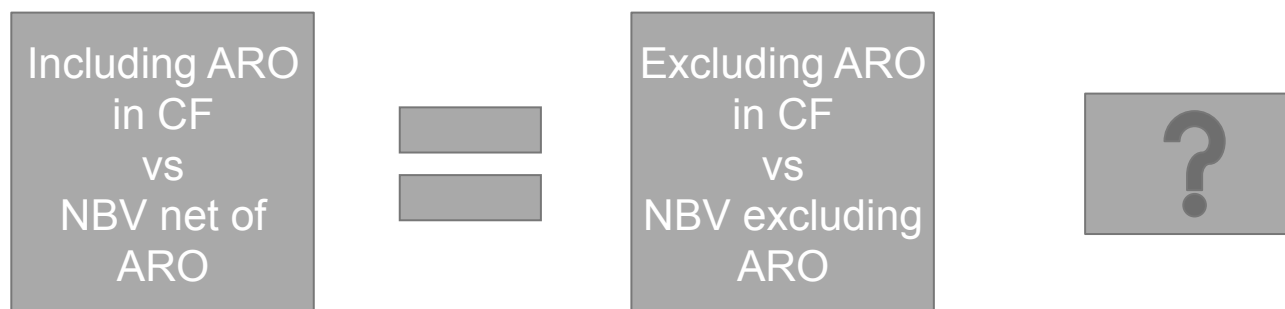 Including ARO
in CF
vs
NBV net of
ARO
=
Excluding ARO
in CF
vs
NBV excluding
ARO
?